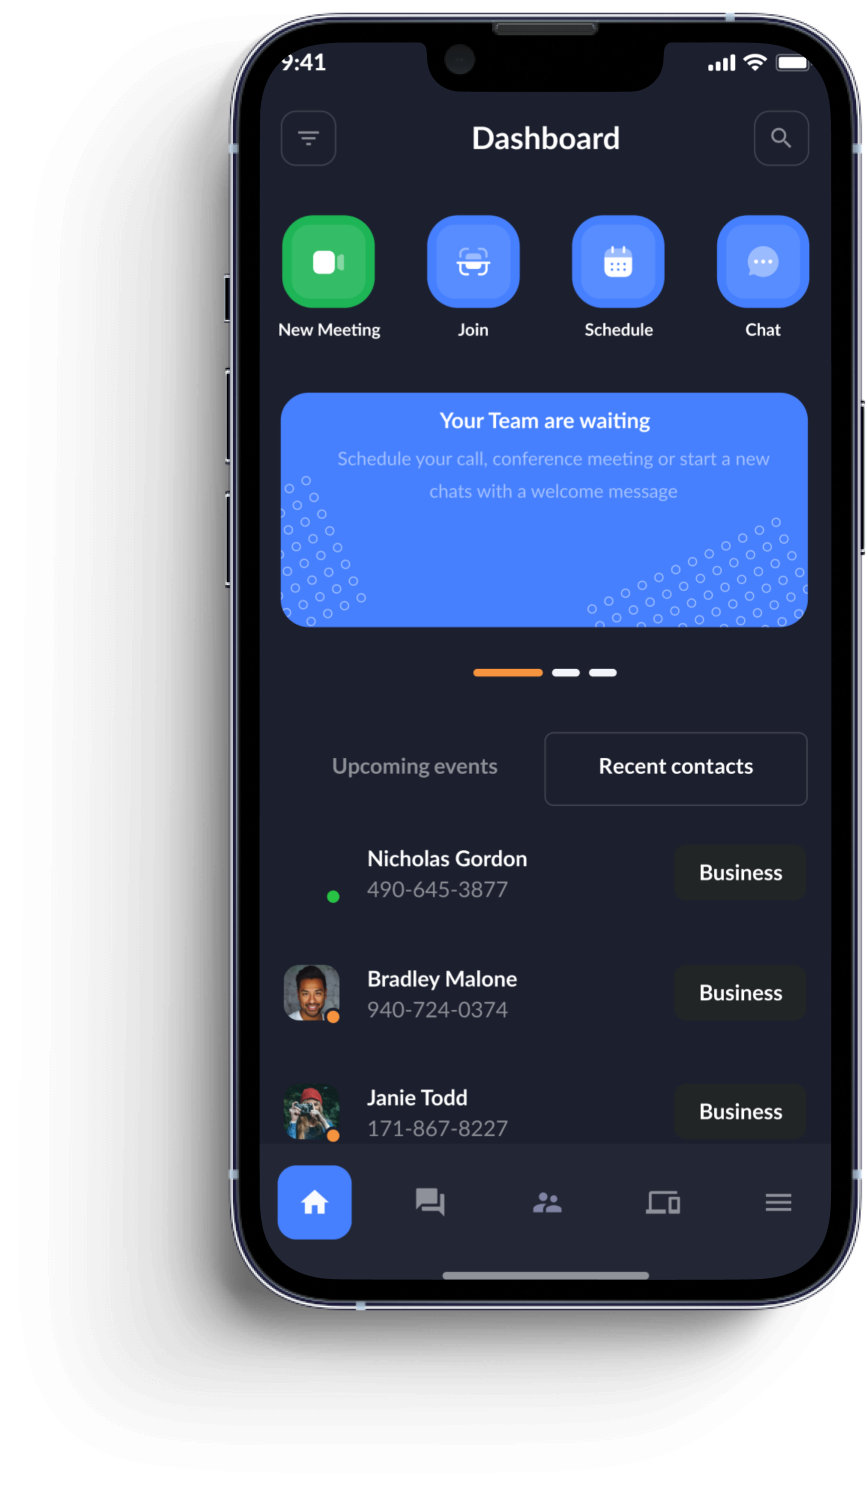 9:41
Dashboard
New Meeting
Join
Schedule
Chat
Your Team are waiting
Schedule your call, conference meeting or start a new
chats with a welcome message
Upcoming events
Recent contacts
Nicholas Gordon
490-645-3877
Business
Bradley Malone
940-724-0374
Business
Janie Todd
171-867-8227
Business